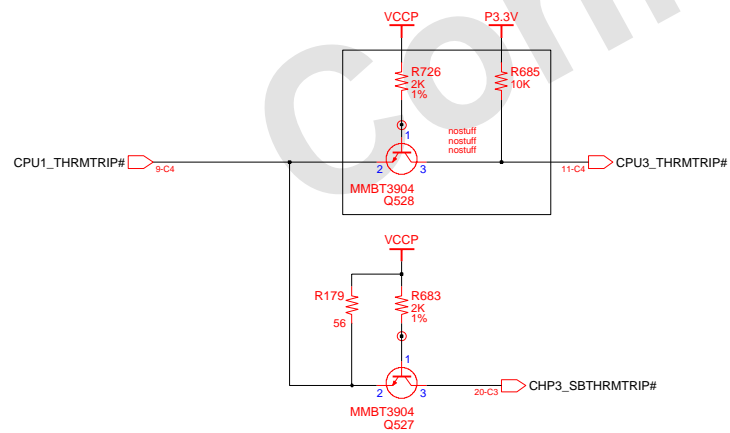 Conf
VCCP
P3.3V
R726
2K
1%
R685
10K
1
nostuff
nostuff
nostuff
CPU1_THRMTRIP#
9-C4
2
3
11-C4
CPU3_THRMTRIP#
MMBT3904
Q528
VCCP
R179
56
R683
2K
1%
1
2
3
20-C3
CHP3_SBTHRMTRIP#
MMBT3904
Q527